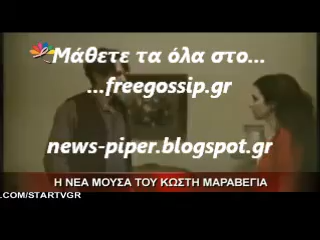 Μάθετε τα όλα στο...
...freegossip.gr
news-piper.blogspot.gr
Η ΝΕΑ ΜΟΥΣΑ ΤΟΥ ΚΩΣΤΗ ΜΑΡΑΒΕΓΙΑ
.COM/STARTVGR